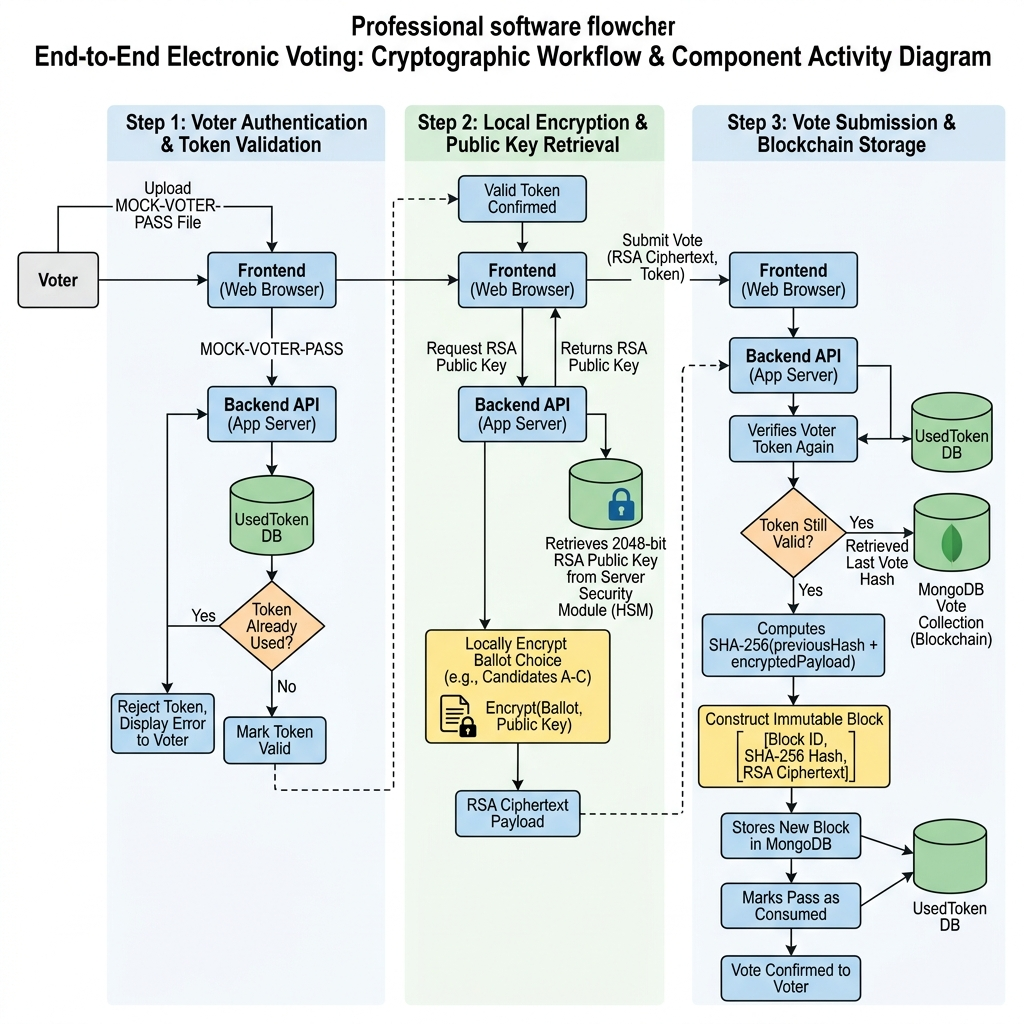 Professional software flowcher
End-to-End Electronic Voting: Cryptographic Workflow & Component Activity Diagram
Step 1: Voter Authentication
& Token Validation
Upload
MOCK-VOTER-
PASS File
Voter
Frontend
(Web Browser)
MOCK-VOTER-PASS
Backend API
(App Server)
UsedToken
DB
Token
Already
Used?
Yes
No
Reject Token,
Display Error
to Voter
Mark Token
Valid
Step 2: Local Encryption &
Public Key Retrieval
Valid Token
Confirmed
Frontend
(Web Browser)
Request RSA
Public Key
Returns RSA
Public Key
Backend API
(App Server)
Retrieves 2048-bit
RSA Public Key
from Server
Security
Module (HSM)
Locally Encrypt
Ballot Choice
(e.g., Candidates A-C)
Encrypt(Ballot,
Public Key)
RSA Ciphertext
Payload
Step 3: Vote Submission &
Blockchain Storage
Submit Vote
(RSA Ciphertext,
Token)
Frontend
(Web Browser)
Backend API
(App Server)
Verifies Voter
Token Again
UsedToken
DB
Token Still
Valid?
Yes
Retrieved
Last Vote
Hash
MongoDB
Vote
Collection
(Blockchain)
Yes
Computes
SHA-256(previousHash +
encryptedPayload)
Construct Immutable Block
[Block ID,
SHA-256 Hash,
RSA Ciphertext]
Stores New Block
in MongoDB
Marks Pass as
Consumed
UsedToken
DB
Vote Confirmed to
Voter